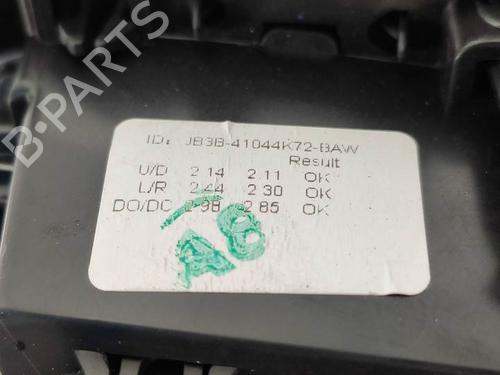 ID: JB3B-41044K72-BAW
Result
U/D 2.14 2.11 OK
L/R 2.44 2.30 OK
DO/DC 2.98 2.85 OK
A8
B-PARTS